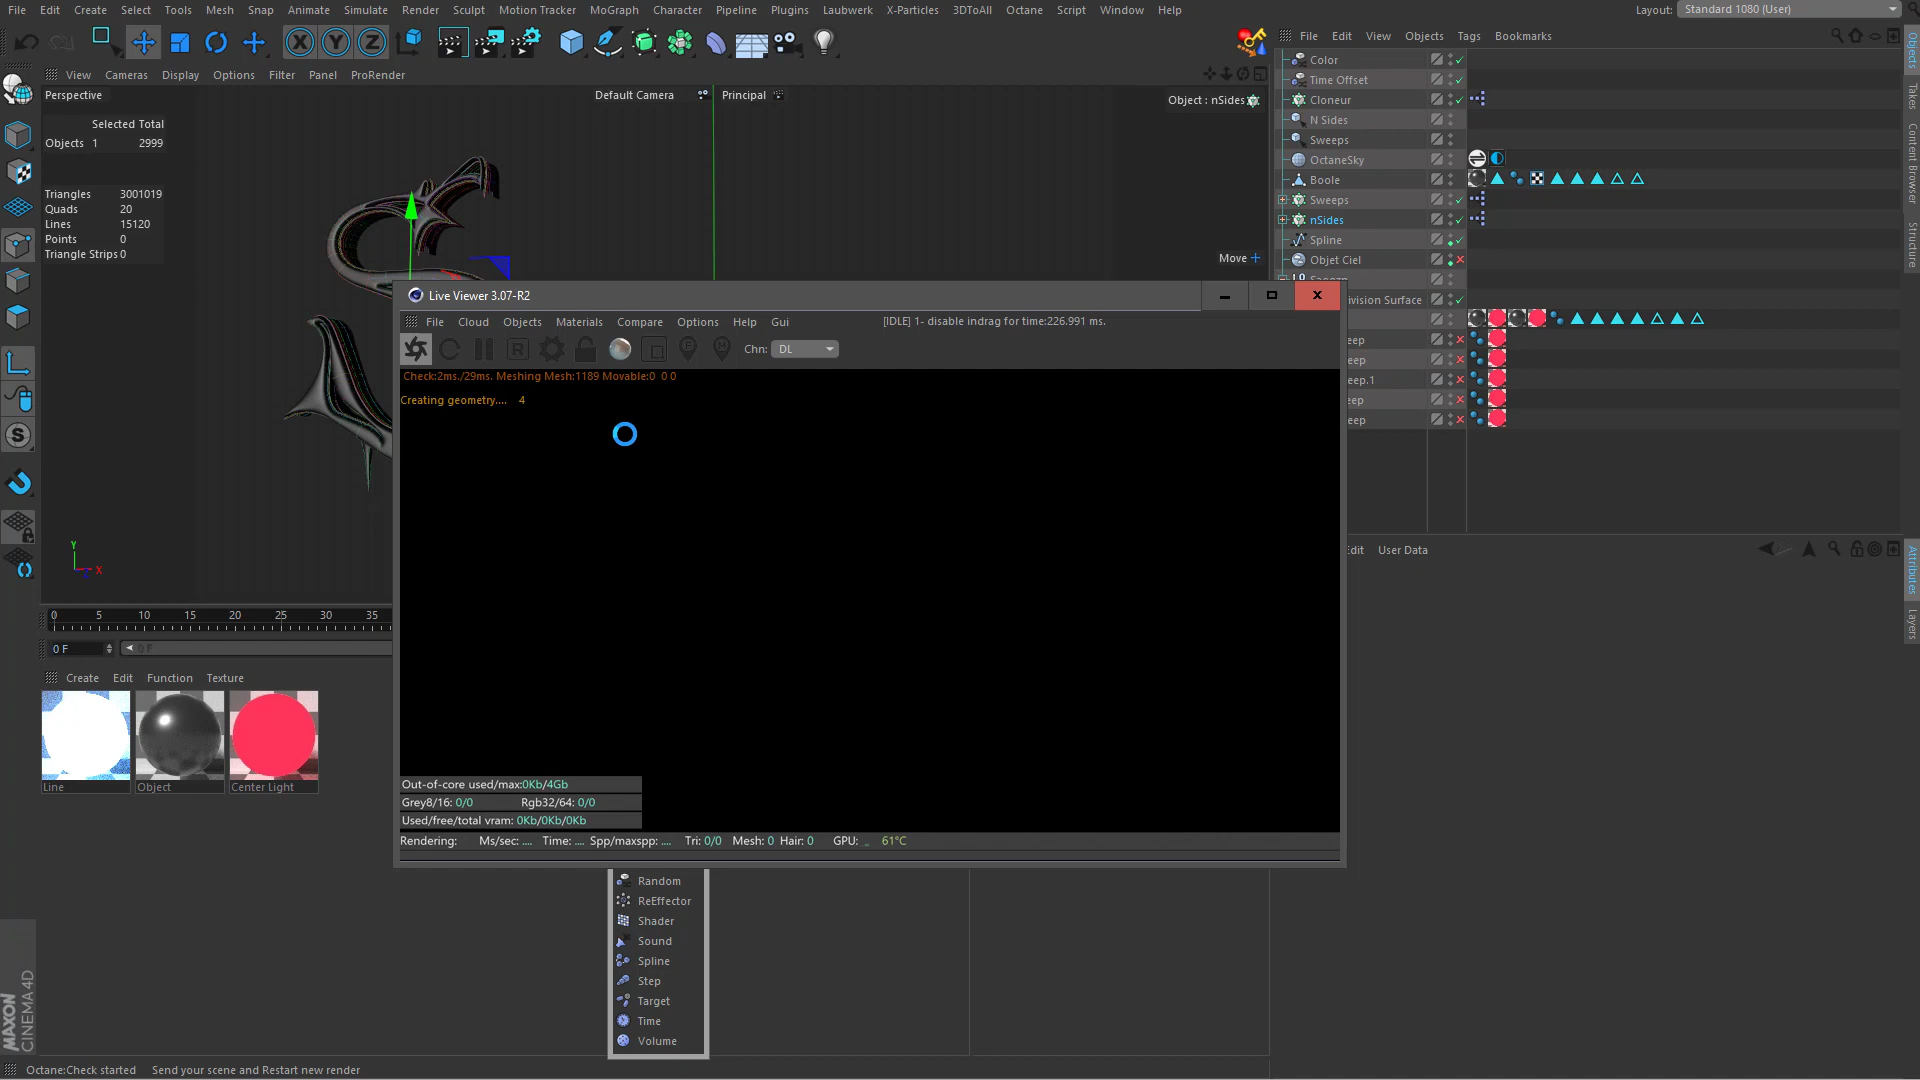 File Edit Create Select Tools Mesh Snap Animate Simulate Render Sculpt Motion Tracker MoGraph Character Pipeline Plugins Laubwerk X-Particles 3DToAll Octane Script Window Help
Layout: Standard 1080 (User)
X Y Z
File Edit View Objects Tags Bookmarks
View Cameras Display Options Filter Panel ProRender
Perspective
Default Camera
Principal
Object : nSides
Selected Total
Objects 1 2999
Triangles 3001019
Quads 20
Lines 15120
Points 0
Triangle Strips 0
Move
Color
Time Offset
Cloneur
N Sides
Sweeps
OctaneSky
Boole
Sweeps
nSides
Spline
Objet Ciel
ivision Surface
eep
eep
eep.1
eep
eep
Objects
Takes
Content Browser
Structure
Live Viewer 3.07-R2
File Cloud Objects Materials Compare Options Help Gui
[IDLE] 1- disable indrag for time:226.991 ms.
Chn: DL
Check:2ms./29ms. Meshing Mesh:1189 Movable:0 0 0
Creating geometry.... 4
Out-of-core used/max:0Kb/4Gb
Grey8/16: 0/0 Rgb32/64: 0/0
Used/free/total vram: 0Kb/0Kb/0Kb
Rendering: Ms/sec: .... Time: .... Spp/maxspp: .... Tri: 0/0 Mesh: 0 Hair: 0 GPU: 61°C
dit User Data
Attributes
Layers
Y
X
0 5 10 15 20 25 30 35
0 F
0 F
Create Edit Function Texture
Line
Object
Center Light
Random
ReEffector
Shader
Sound
Spline
Step
Target
Time
Volume
MAXON
CINEMA 4D
Octane:Check started Send your scene and Restart new render